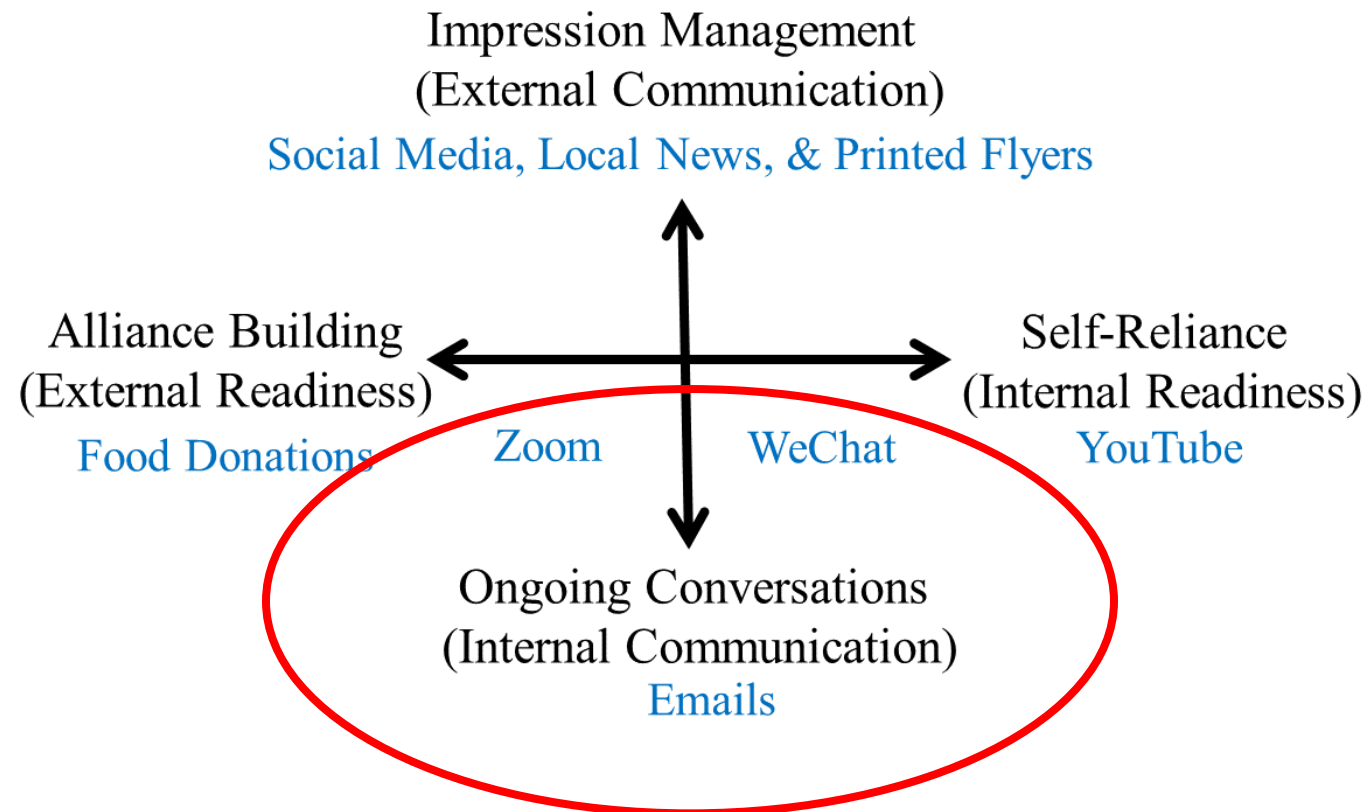 Impression Management
(External Communication)
Social Media, Local News, & Printed Flyers
Alliance Building
(External Readiness)
Food Donations
Self-Reliance
(Internal Readiness)
YouTube
Zoom
WeChat
Ongoing Conversations
(Internal Communication)
Emails